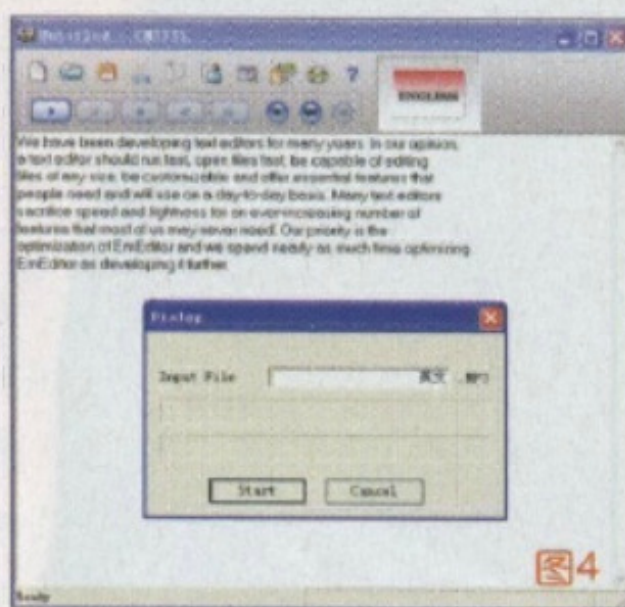 Untitled
ENGLISH
We have been developing text editors for many years. In our opinion,
a text editor should run fast, open files fast, be capable of editing
files of any size, be customizable and offer essential features that
people need and will use on a day-to-day basis. Many text editors
sacrifice speed and lightness for an ever-increasing number of
features that most of us may never need. Our priority is the
optimization of EmEditor and we spend nearly as much time optimizing
EmEditor as developing it further.
Dialog
Input File 英文 .MP3
Start Cancel
图4
Ready